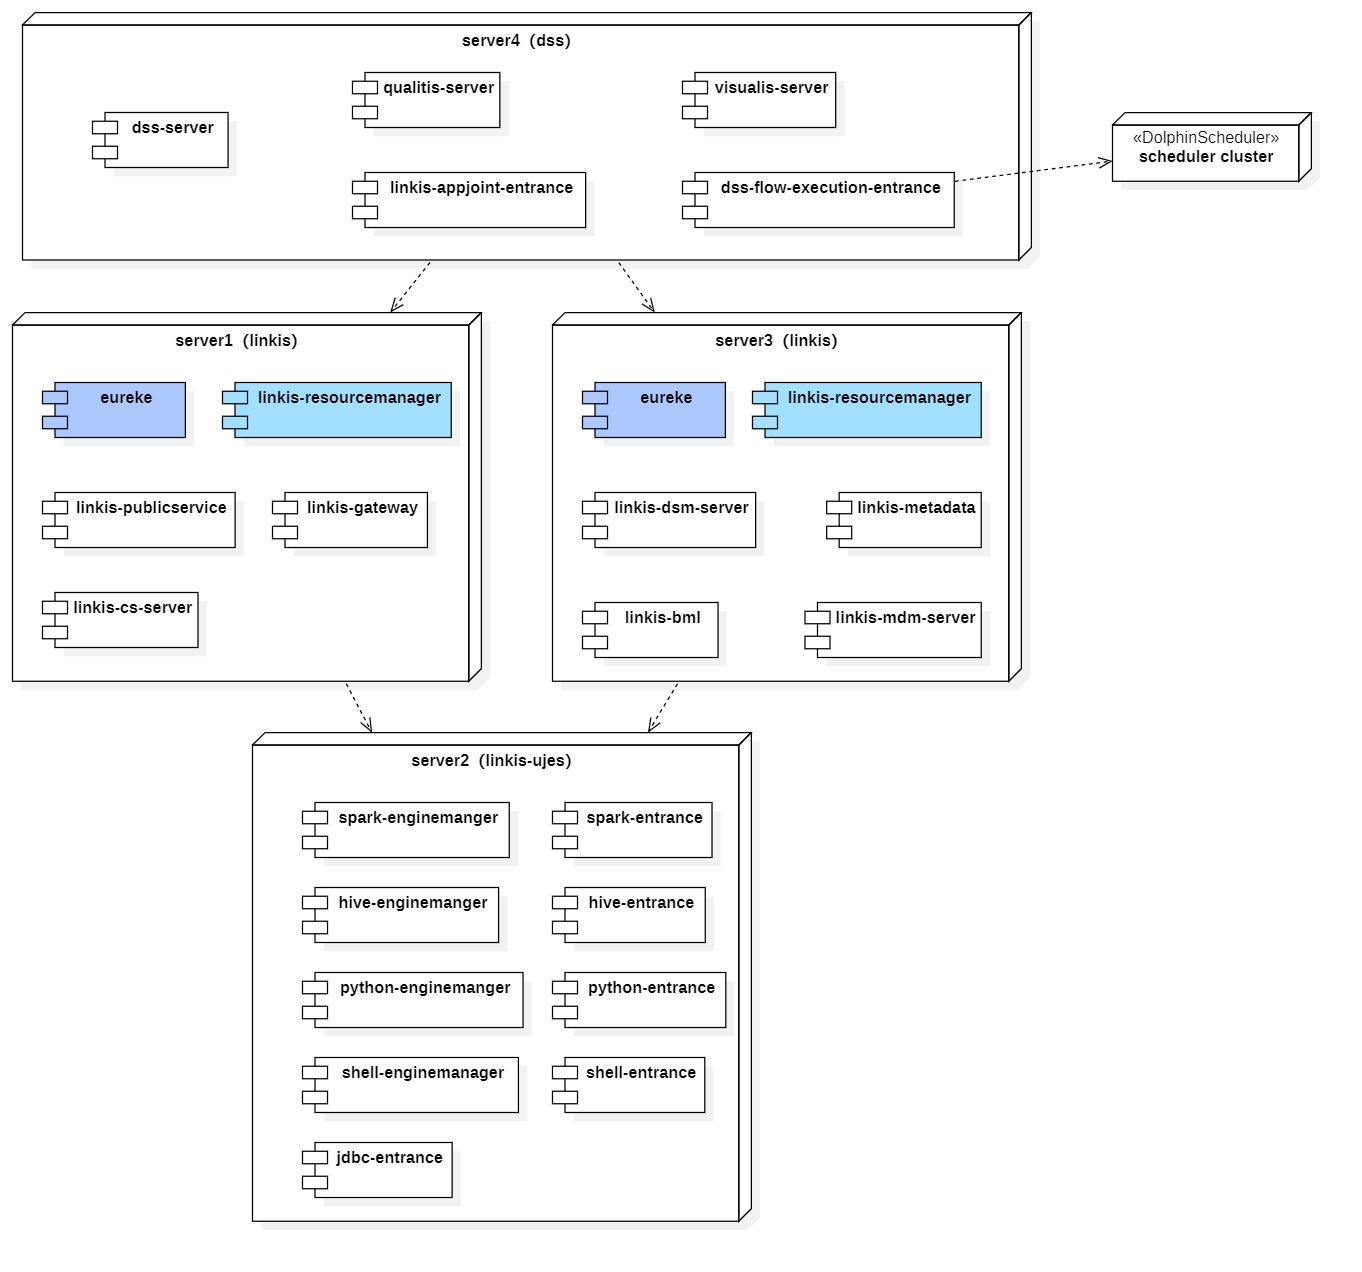 server4（dss）
qualitis-server
visualis-server
dss-server
«DolphinScheduler»
scheduler cluster
linkis-appjoint-entrance
dss-flow-execution-entrance
server1（linkis）
eureke
linkis-resourcemanager
linkis-publicservice
linkis-gateway
linkis-cs-server
server3（linkis）
eureke
linkis-resourcemanager
linkis-dsm-server
linkis-metadata
linkis-bml
linkis-mdm-server
server2（linkis-ujes）
spark-enginemanger
spark-entrance
hive-enginemanger
hive-entrance
python-enginemanger
python-entrance
shell-enginemanager
shell-entrance
jdbc-entrance